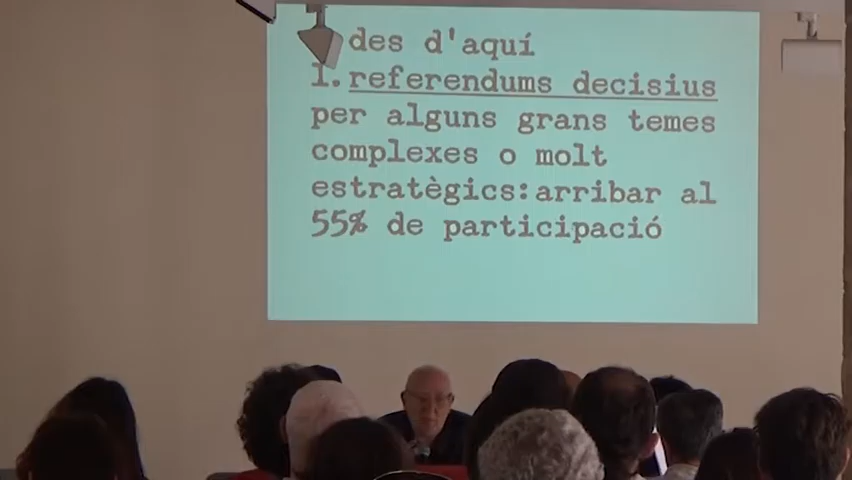 des d'aquí
1.referendums decisius
per alguns grans temes
complexes o molt
estratègics:arribar al
55% de participació